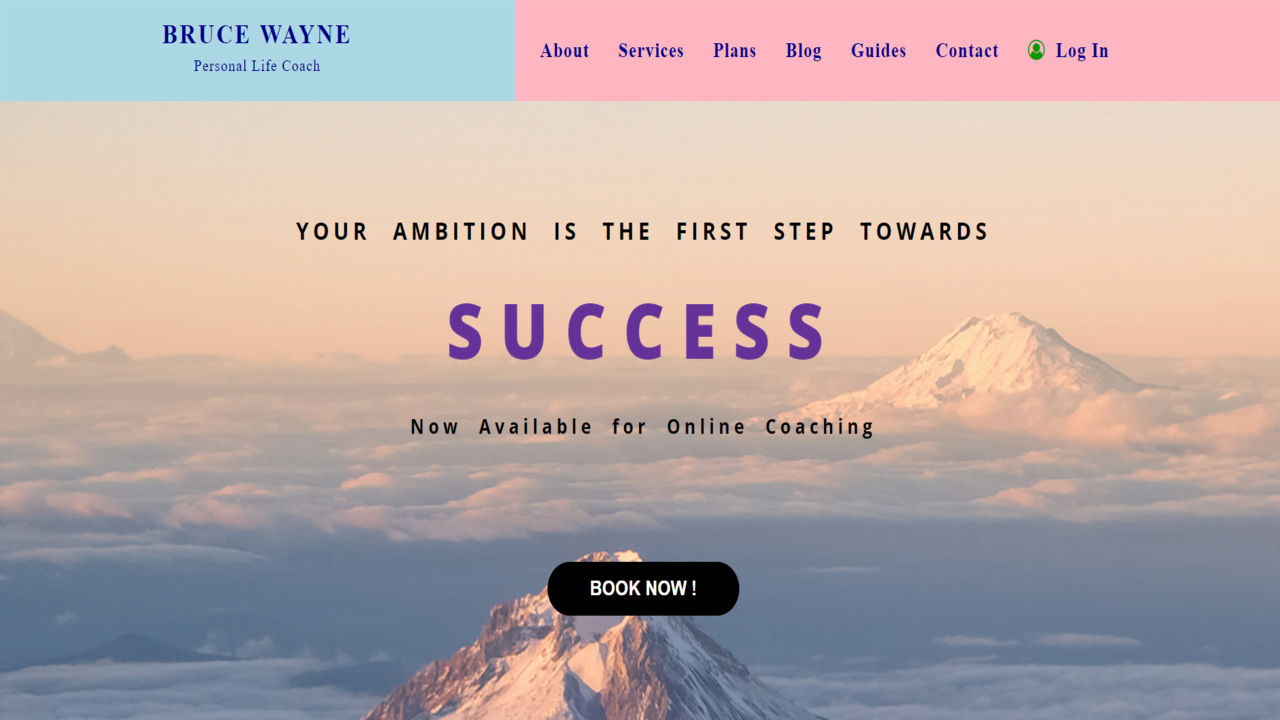 BRUCE WAYNE
Personal Life Coach
About Services Plans Blog Guides Contact Log In
YOUR AMBITION IS THE FIRST STEP TOWARDS
SUCCESS
Now Available for Online Coaching
BOOK NOW !